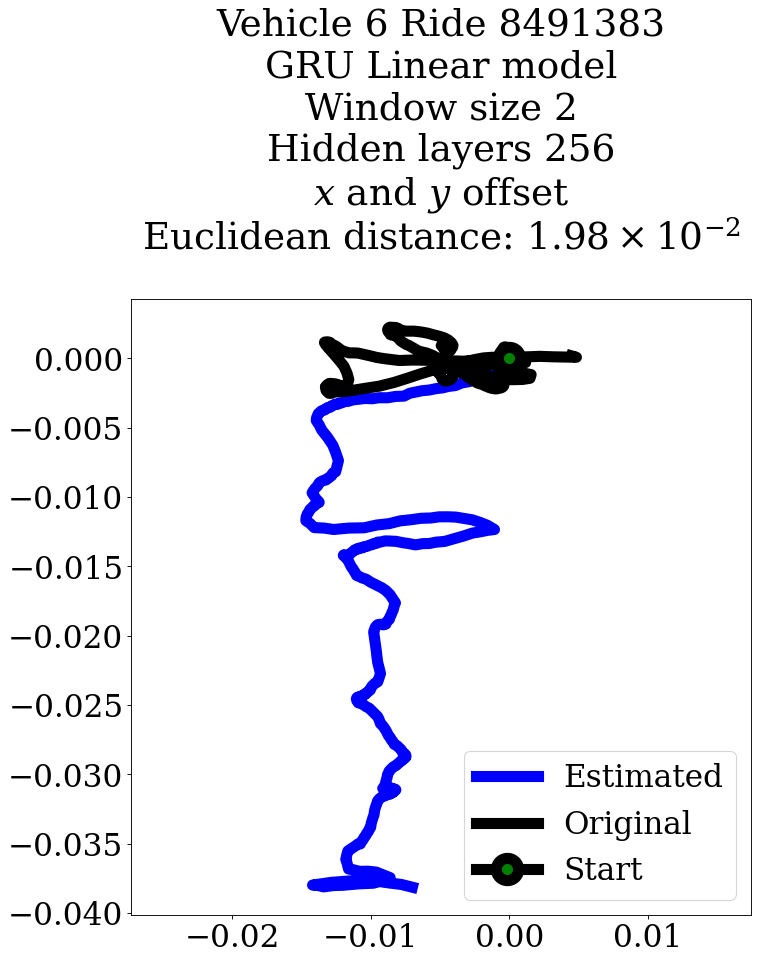 Vehicle 6 Ride 8491383
GRU Linear model
Window size 2
Hidden layers 256
x and y offset
Euclidean distance: 1.98 × 10⁻²
0.000
−0.005
−0.010
−0.015
−0.020
−0.025
−0.030
−0.035
−0.040
Estimated
Original
Start
−0.02 −0.01 0.00 0.01